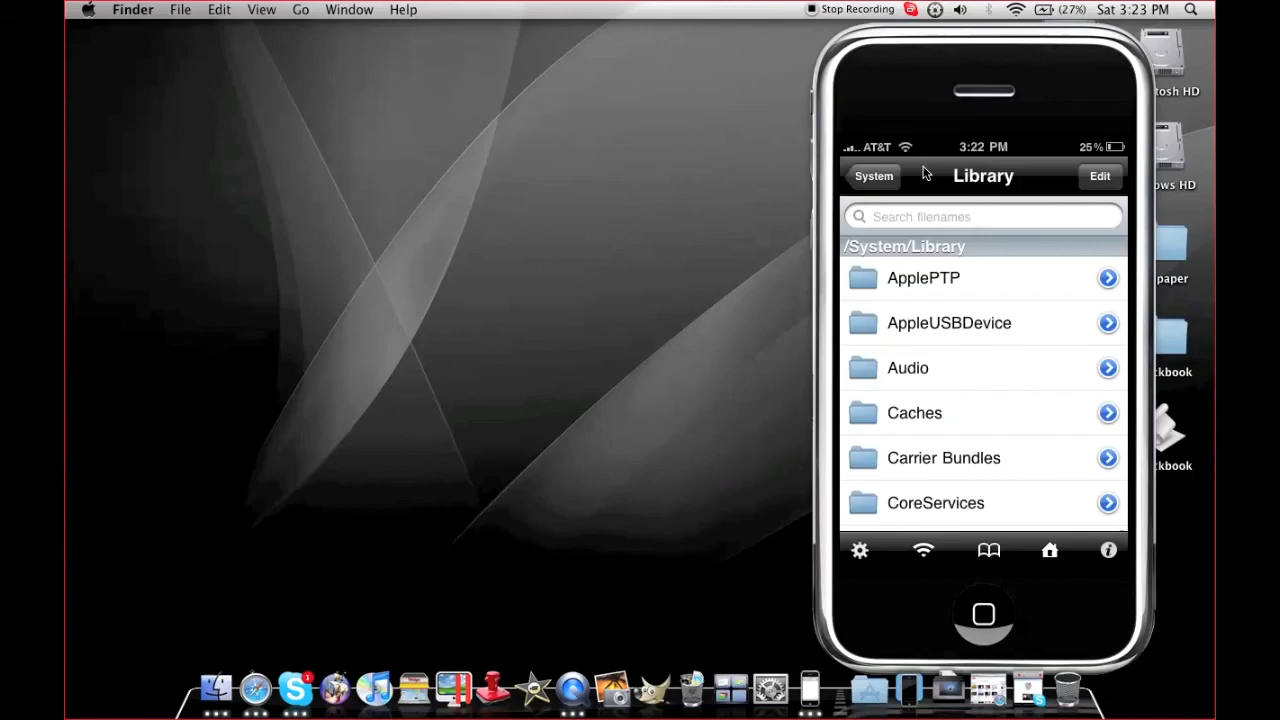 Finder File Edit View Go Window Help Stop Recording (27%) Sat 3:23 PM
AT&T 3:22 PM 25%
System Library Edit
Search filenames
/System/Library
ApplePTP
AppleUSBDevice
Audio
Caches
Carrier Bundles
CoreServices
tosh HD
ows HD
paper
ckbook
ckbook
1